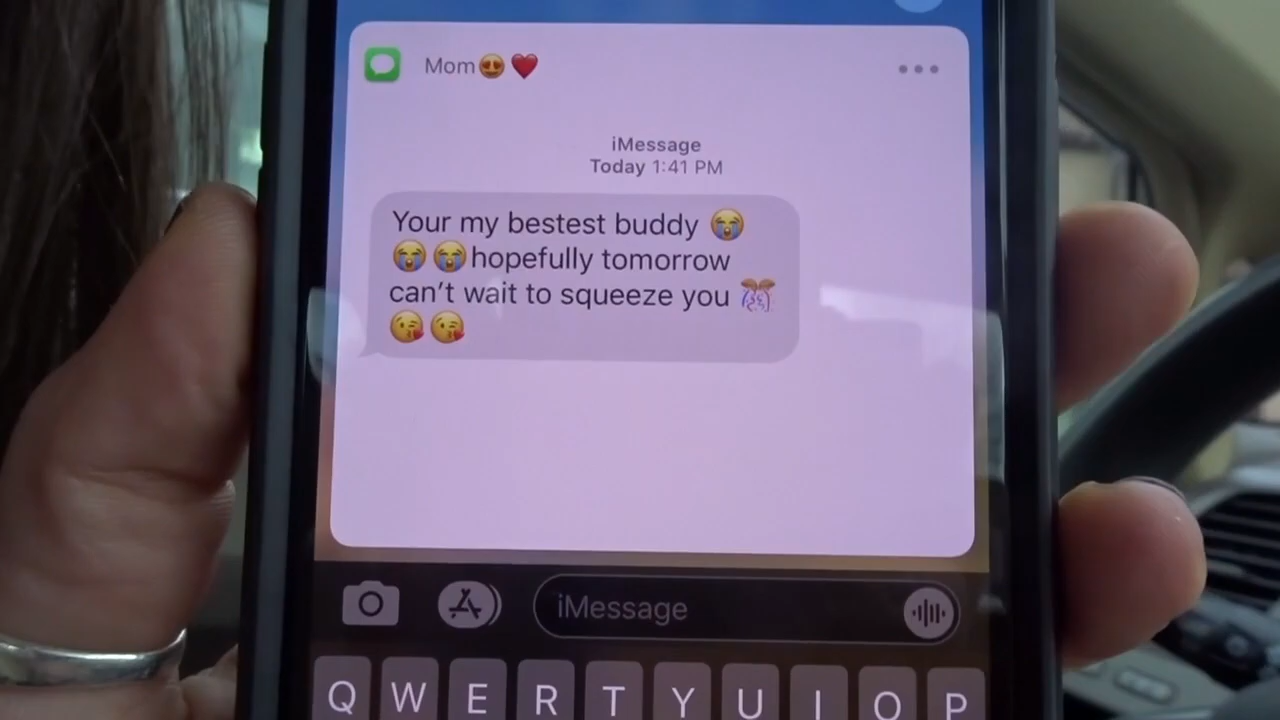 Mom😍❤️
iMessage
Today 1:41 PM
Your my bestest buddy 😭
😭😭hopefully tomorrow
can't wait to squeeze you 🎊
😘😘
iMessage
Q W E R T Y U I O P